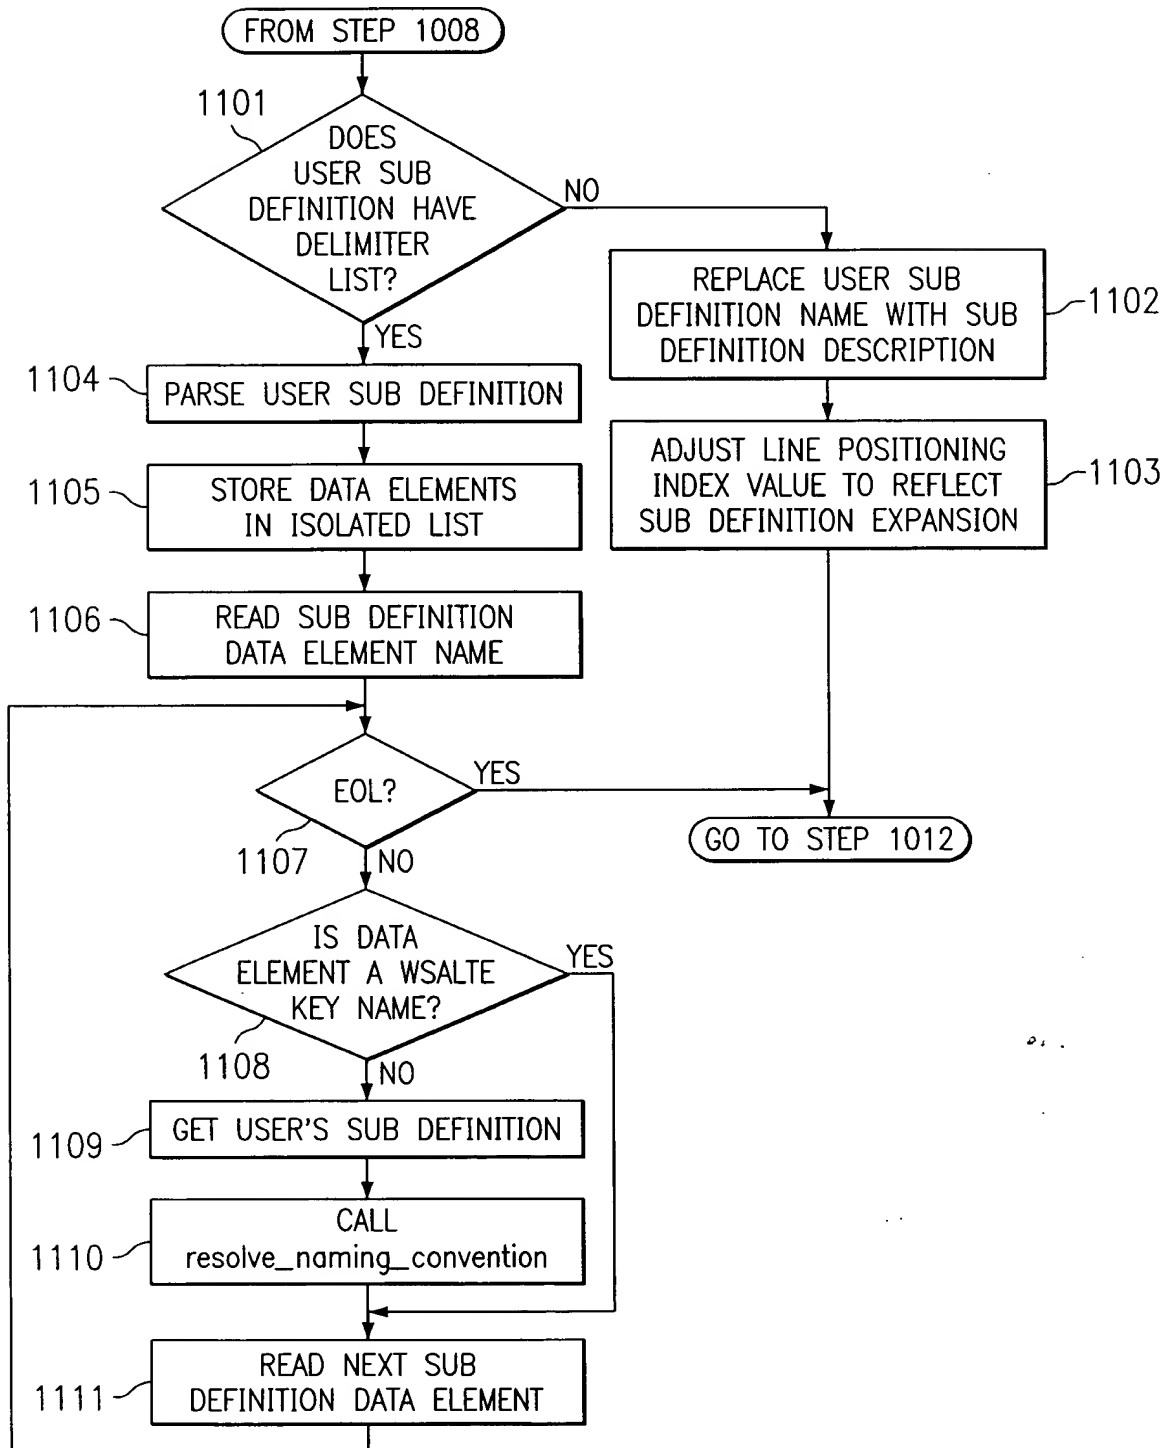 FROM STEP 1008
1101
DOES
USER SUB
DEFINITION HAVE
DELIMITER
LIST?
NO
YES
REPLACE USER SUB
DEFINITION NAME WITH SUB
DEFINITION DESCRIPTION
1102
1104
PARSE USER SUB DEFINITION
ADJUST LINE POSITIONING
INDEX VALUE TO REFLECT
SUB DEFINITION EXPANSION
1103
1105
STORE DATA ELEMENTS
IN ISOLATED LIST
1106
READ SUB DEFINITION
DATA ELEMENT NAME
EOL?
YES
1107
NO
GO TO STEP 1012
IS DATA
ELEMENT A WSALTE
KEY NAME?
YES
1108
NO
1109
GET USER'S SUB DEFINITION
1110
CALL
resolve_naming_convention
1111
READ NEXT SUB
DEFINITION DATA ELEMENT